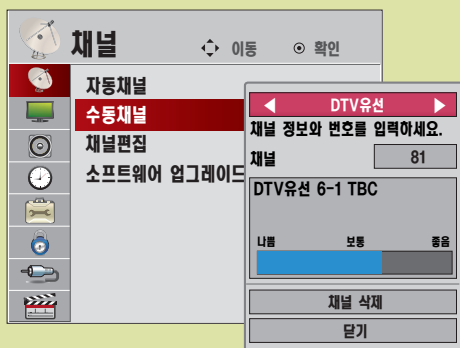 채널 이동 확인
자동채널
수동채널
채널편집
소프트웨어 업그레이드
DTV유선
채널 정보와 번호를 입력하세요.
채널 81
DTV유선 6-1 TBC
나쁨 보통 좋음
채널 삭제
닫기